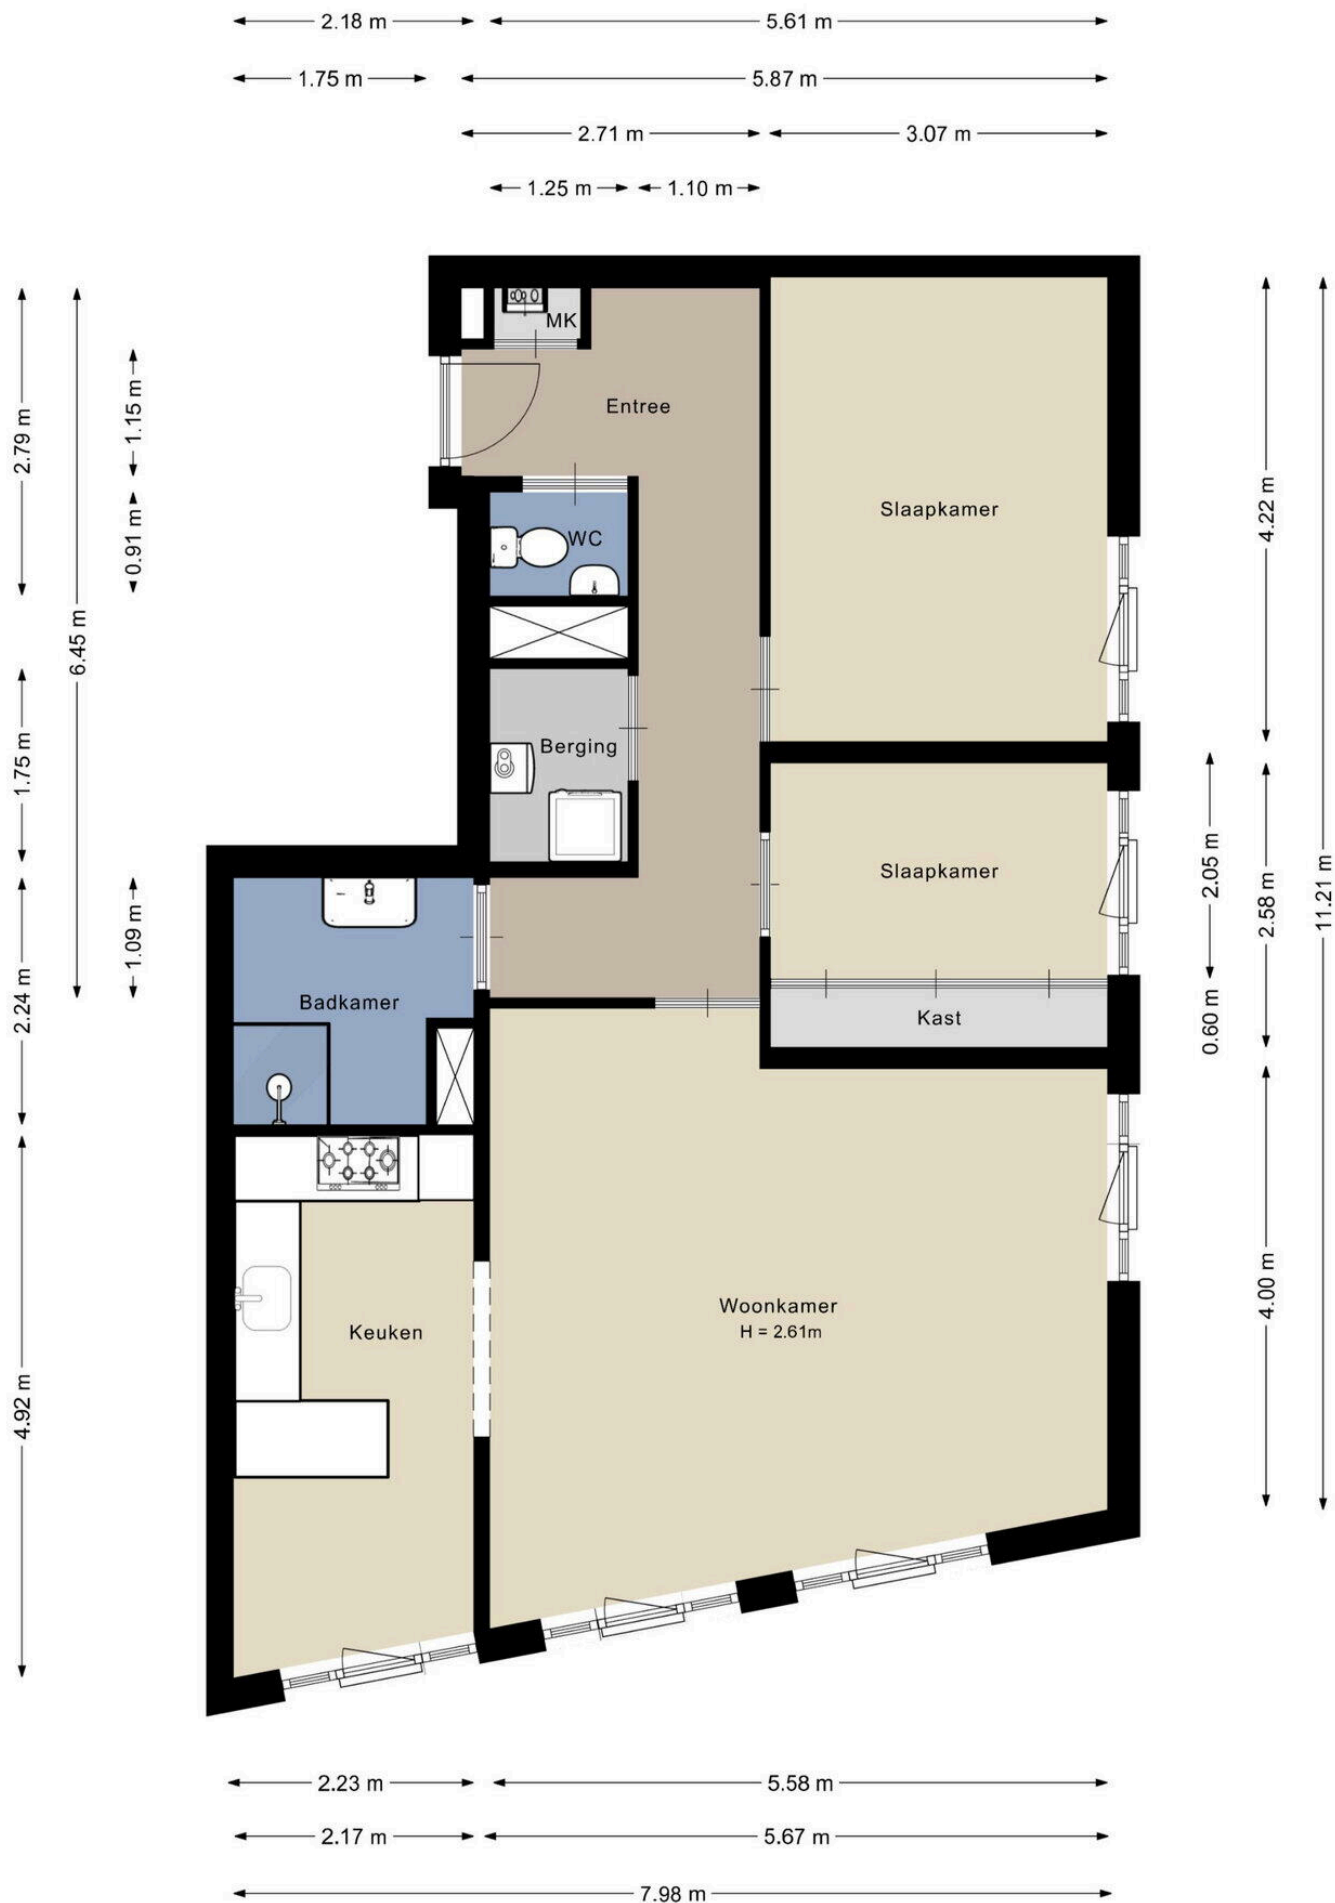 2.18 m
5.61 m
1.75 m
5.87 m
2.71 m
3.07 m
1.25 m
1.10 m
MK
Entree
WC
Berging
Slaapkamer
Slaapkamer
Kast
Badkamer
Keuken
Woonkamer
H = 2.61m
2.79 m
1.75 m
2.24 m
4.92 m
6.45 m
1.15 m
0.91 m
1.09 m
2.05 m
0.60 m
4.22 m
2.58 m
4.00 m
11.21 m
2.23 m
5.58 m
2.17 m
5.67 m
7.98 m